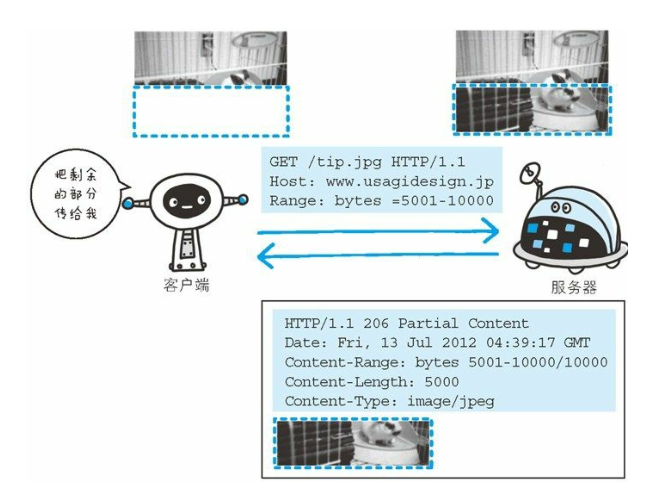 GET /tip.jpg HTTP/1.1
Host: www.usagidesign.jp
Range: bytes =5001-10000
把剩余
的部分
传给我
客户端
服务器
HTTP/1.1 206 Partial Content
Date: Fri, 13 Jul 2012 04:39:17 GMT
Content-Range: bytes 5001-10000/10000
Content-Length: 5000
Content-Type: image/jpeg